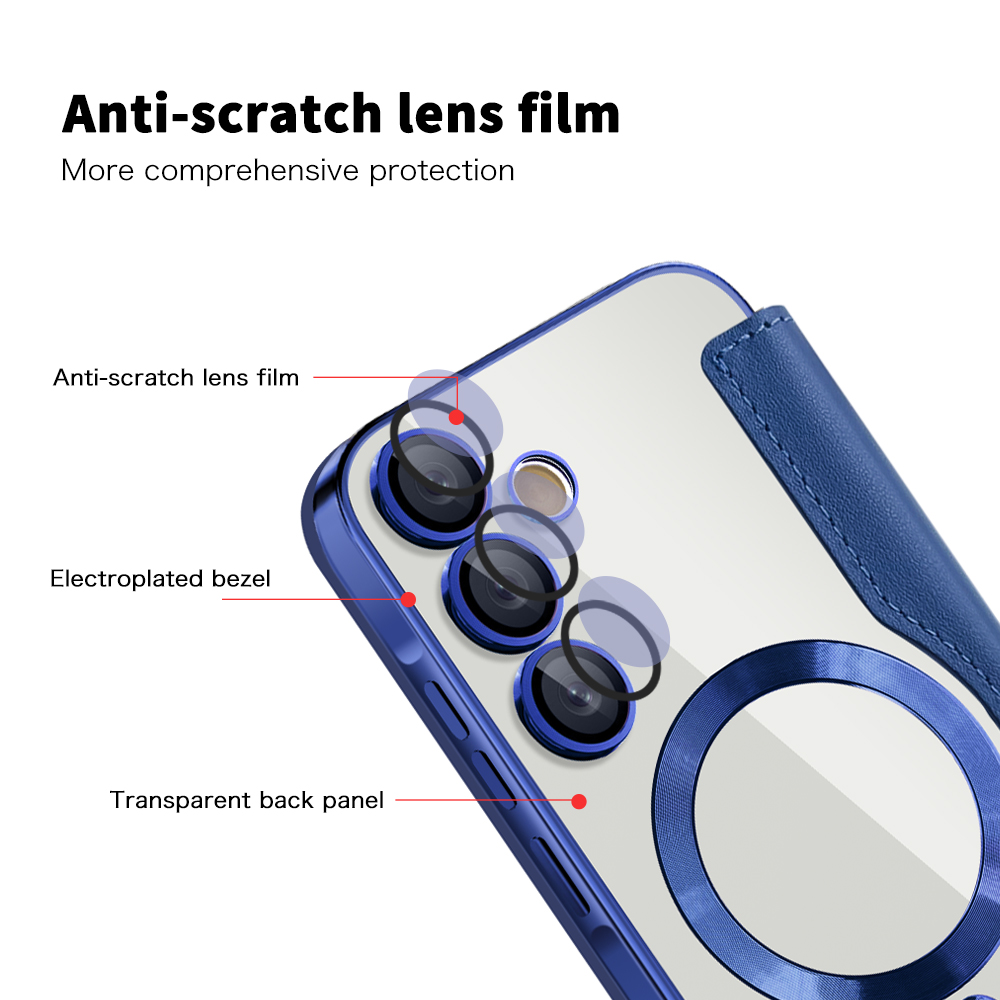 Anti-scratch lens film
More comprehensive protection
Anti-scratch lens film
Electroplated bezel
Transparent back panel